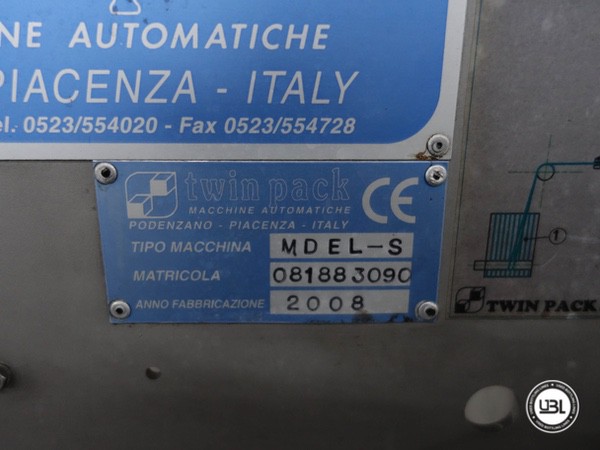 NE AUTOMATICHE
PIACENZA - ITALY
el. 0523/554020 - Fax 0523/554728
twin pack
MACCHINE AUTOMATICHE
PODENZANO - PIACENZA - ITALY
CE
TIPO MACCHINA MDEL-S
MATRICOLA 081883090
ANNO FABBRICAZIONE 2008
1
TWIN PACK
UBL